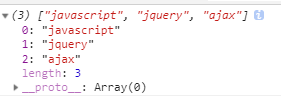 ▼(3) ["javascript", "jquery", "ajax"] i
0: "javascript"
1: "jquery"
2: "ajax"
length: 3
▶__proto__: Array(0)